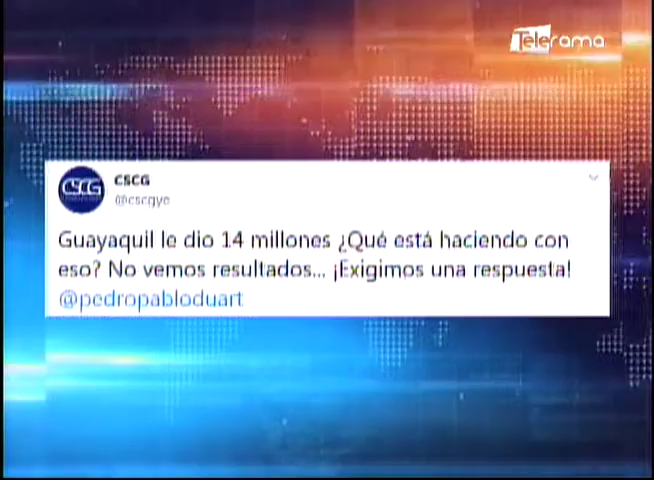 Telerama
CSCG
CSCG
@cscgye
Guayaquil le dio 14 millones ¿Qué está haciendo con
eso? No vemos resultados... ¡Exigimos una respuesta!
@pedropabloduart